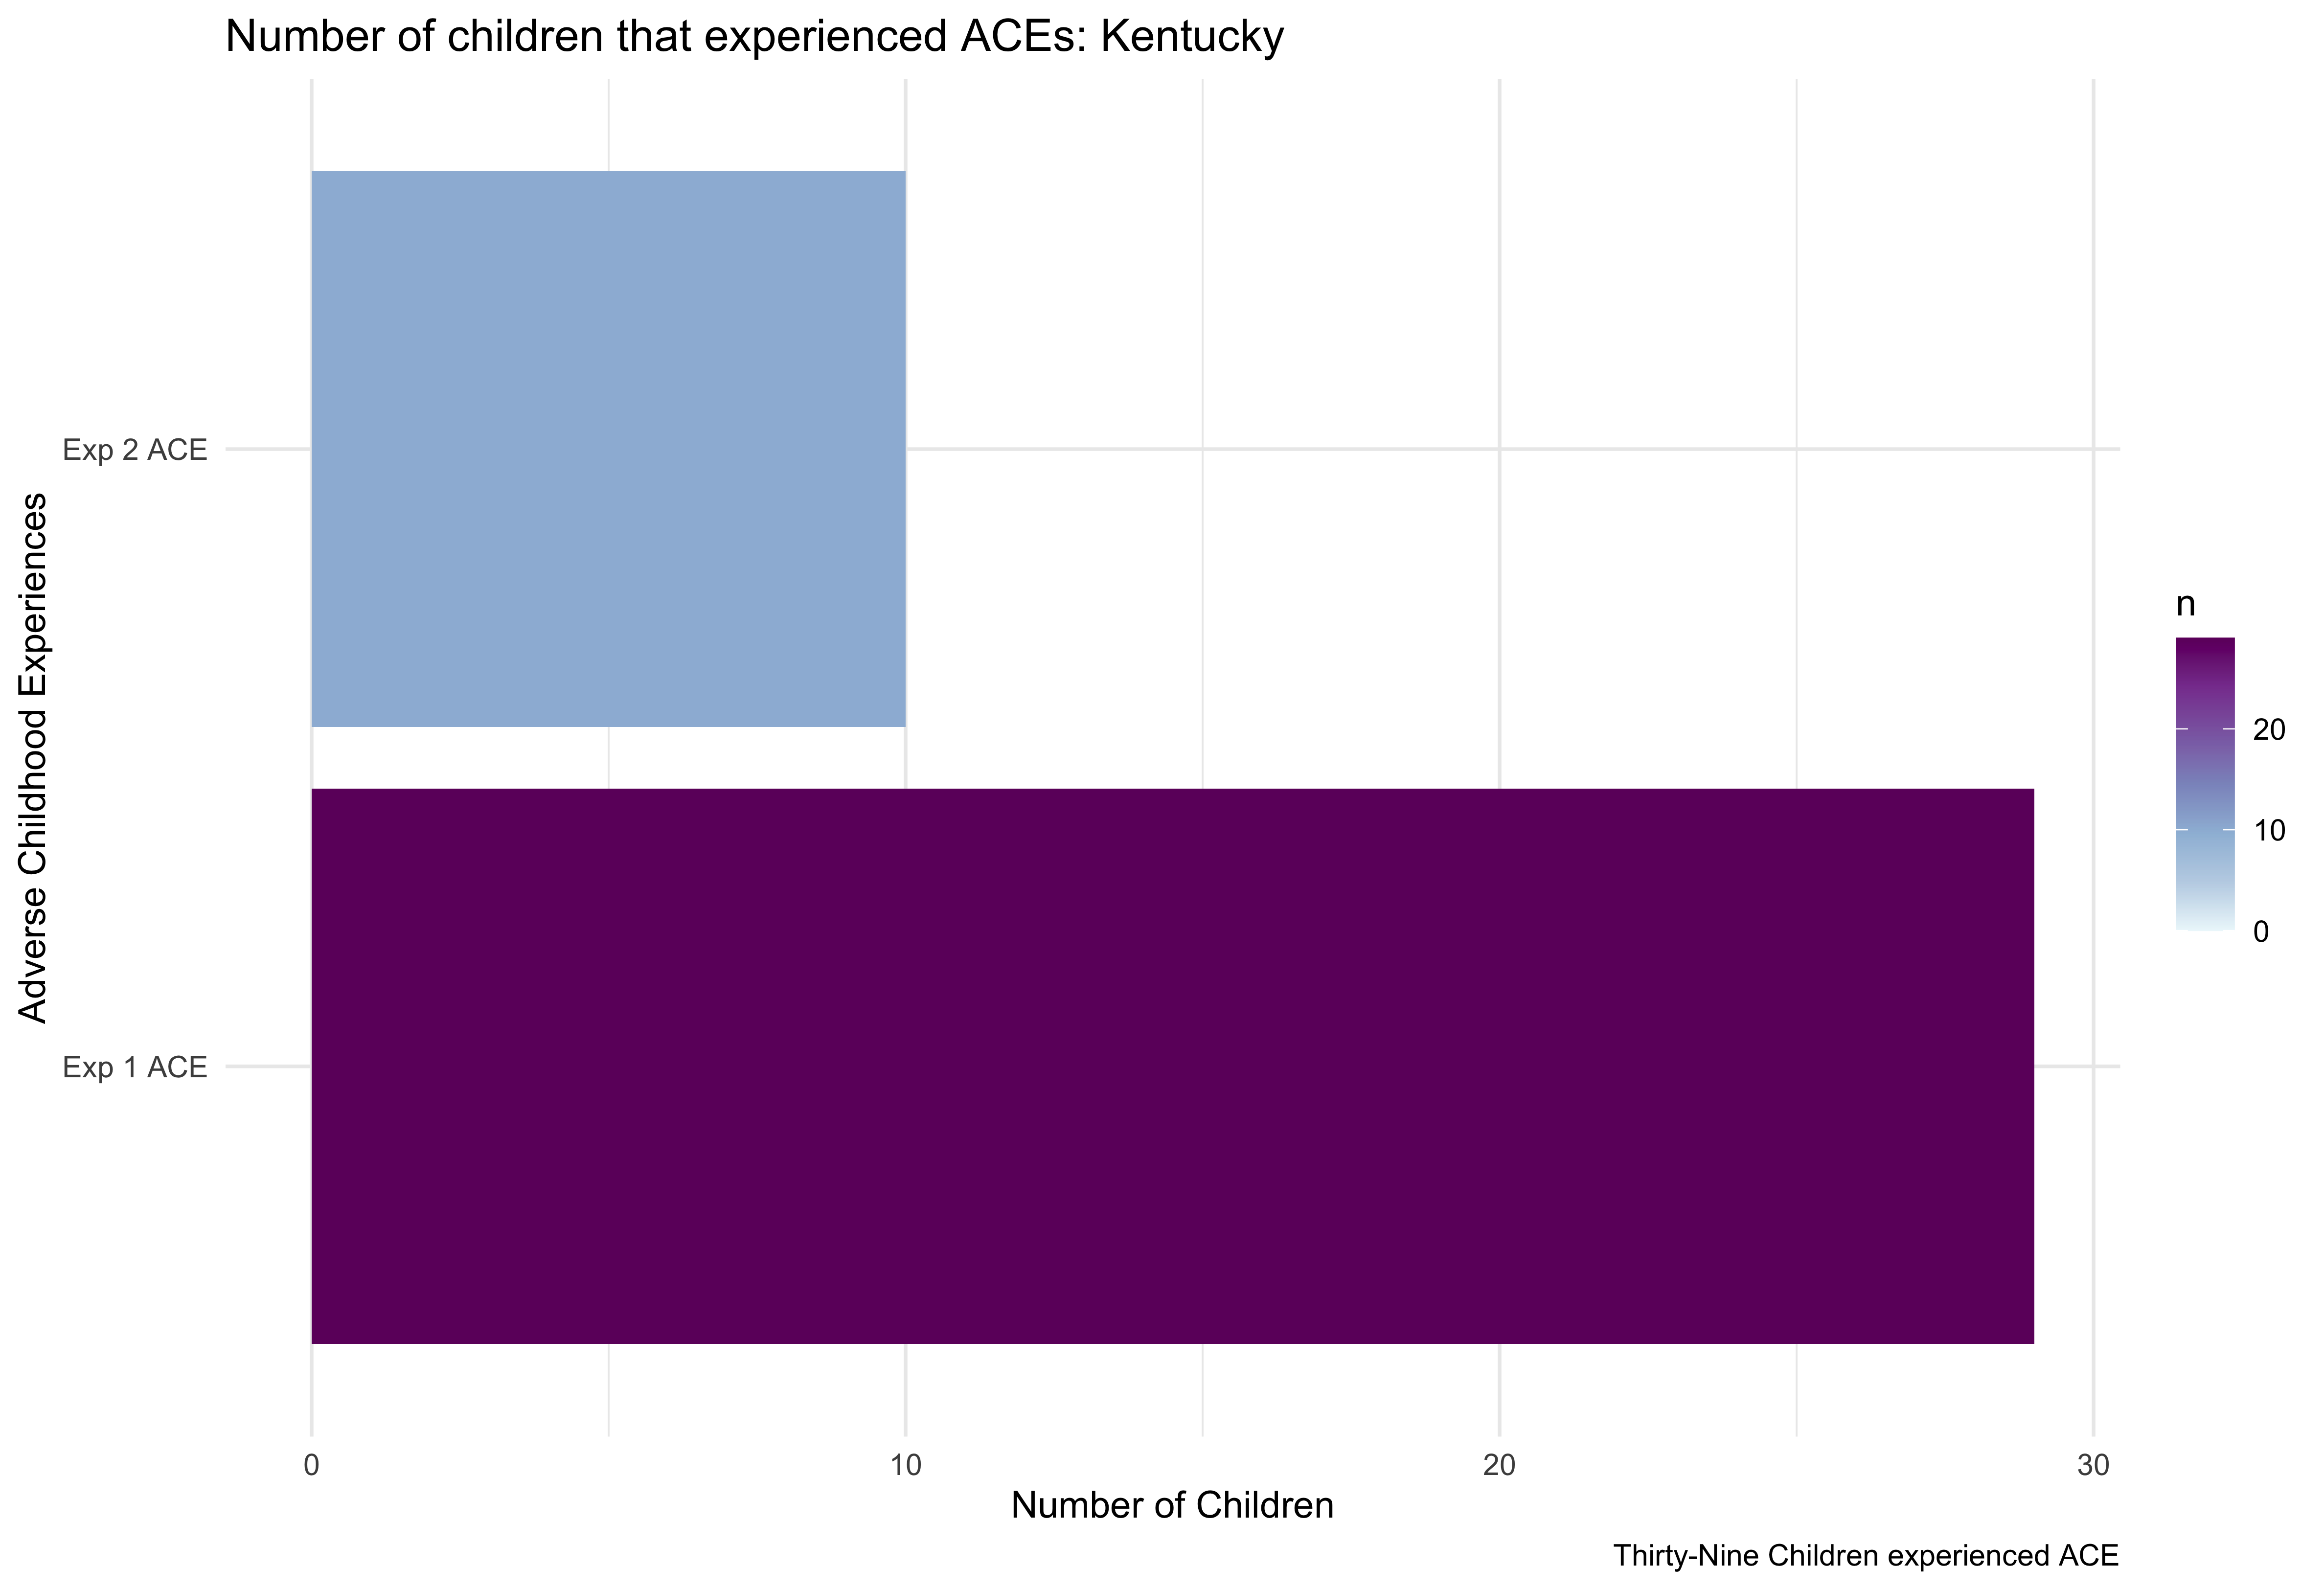 Number of children that experienced ACEs: Kentucky
Adverse Childhood Experiences
Exp 2 ACE
Exp 1 ACE
n
20
10
0
0 10 20 30
Number of Children
Thirty-Nine Children experienced ACE